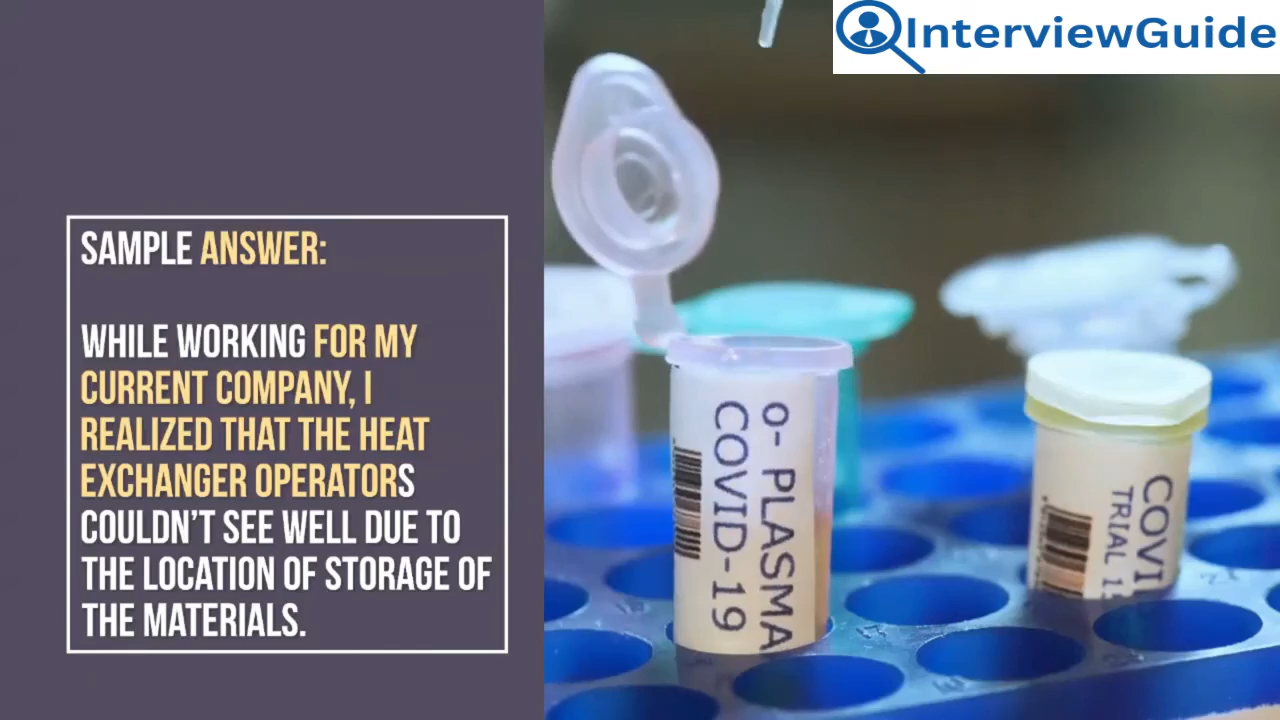 InterviewGuide
SAMPLE ANSWER:
WHILE WORKING FOR MY
CURRENT COMPANY, I
REALIZED THAT THE HEAT
EXCHANGER OPERATORS
COULDN'T SEE WELL DUE TO
THE LOCATION OF STORAGE OF
THE MATERIALS.
O- PLASMA
COVID-19
COVI
TRIAL